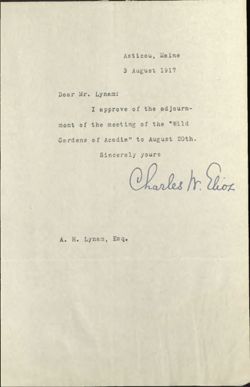 Asticou, Maine
3 August 1917
Dear Mr. Lynam:
I approve of the adjourn-
ment of the meeting of the "Wild
Gardens of Acadia" to August 20th.
Sincerely yours
Charles W. Eliot
A. H. Lynam, Esq.